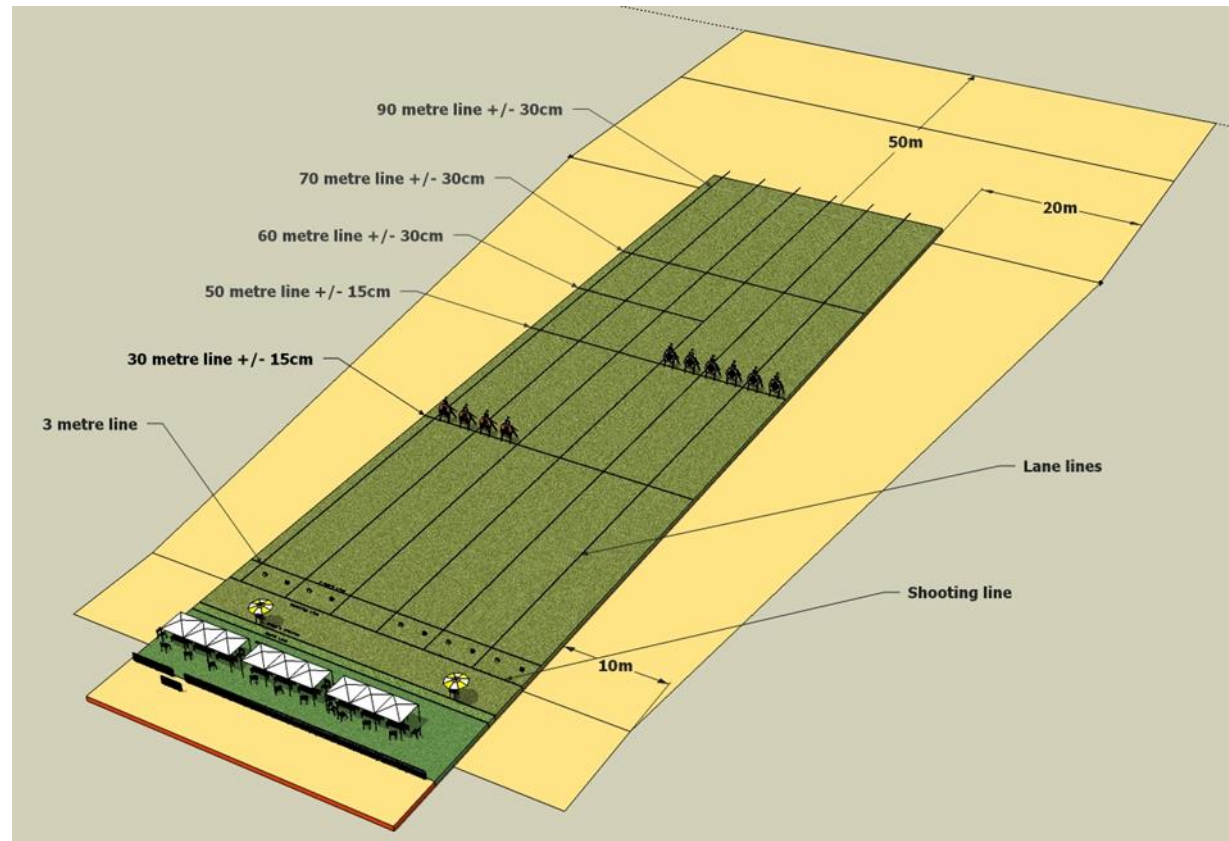 90 metre line +/- 30cm
50m
70 metre line +/- 30cm
20m
60 metre line +/- 30cm
50 metre line +/- 15cm
30 metre line +/- 15cm
3 metre line
Lane lines
Shooting line
10m